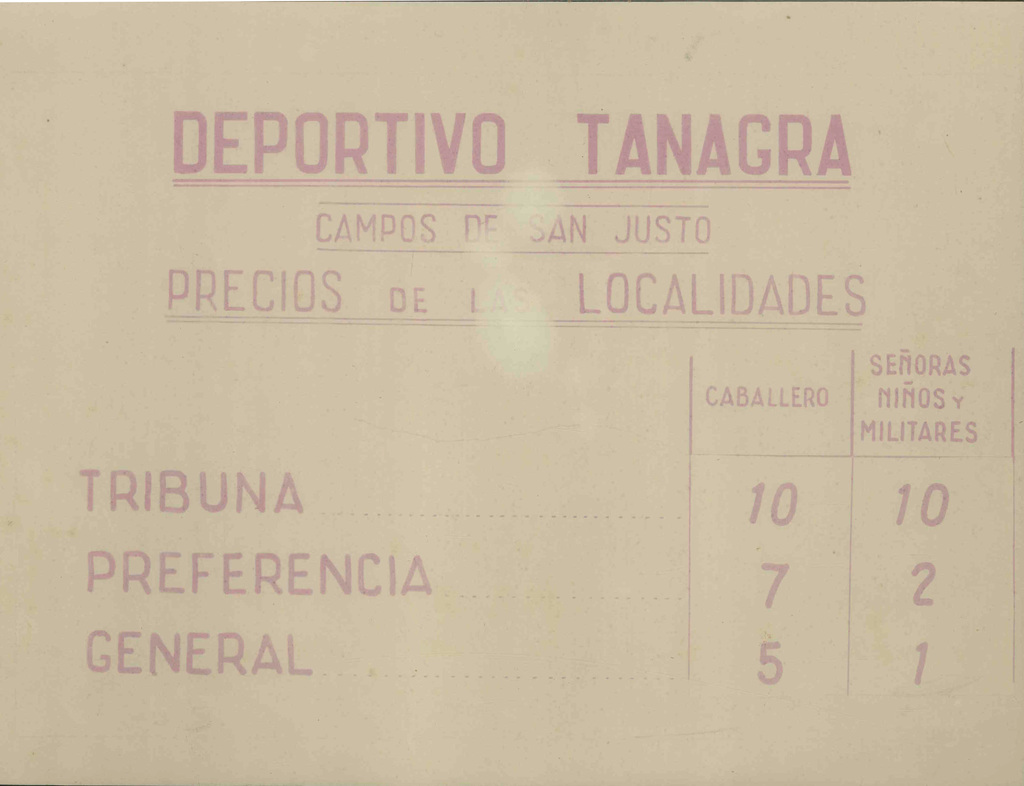 DEPORTIVO TANAGRA
CAMPOS DE SAN JUSTO
PRECIOS DE LAS LOCALIDADES
CABALLERO
SEÑORAS
NIÑOS Y
MILITARES
TRIBUNA 10 10
PREFERENCIA 7 2
GENERAL 5 1